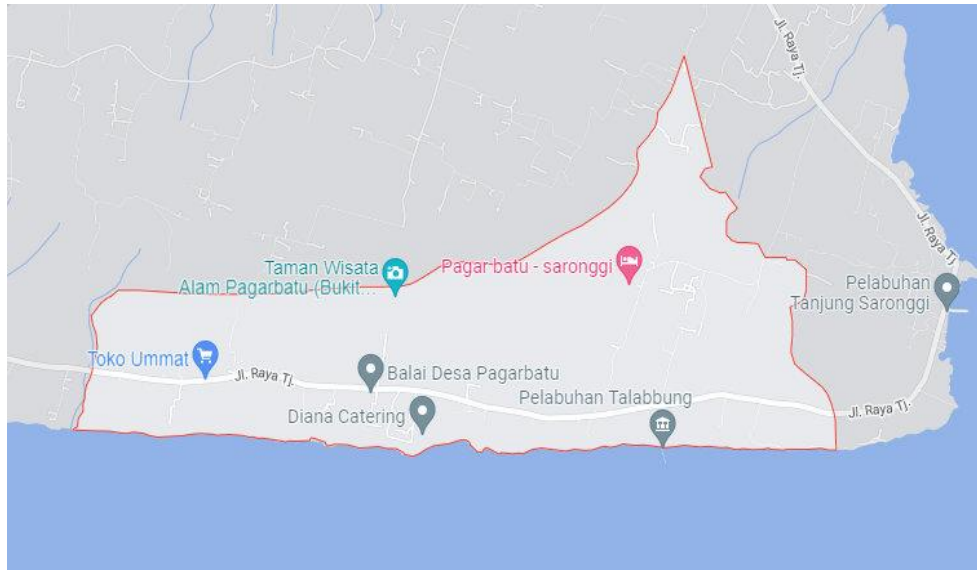 Jl. Raya Tj.
Jl. Raya Tj.
Taman Wisata
Alam Pagarbatu (Bukit...
Pagar batu - saronggi
Pelabuhan
Tanjung Saronggi
Toko Ummat
Jl. Raya Tj.
Balai Desa Pagarbatu
Pelabuhan Talabbung
Diana Catering
Jl. Raya Tj.